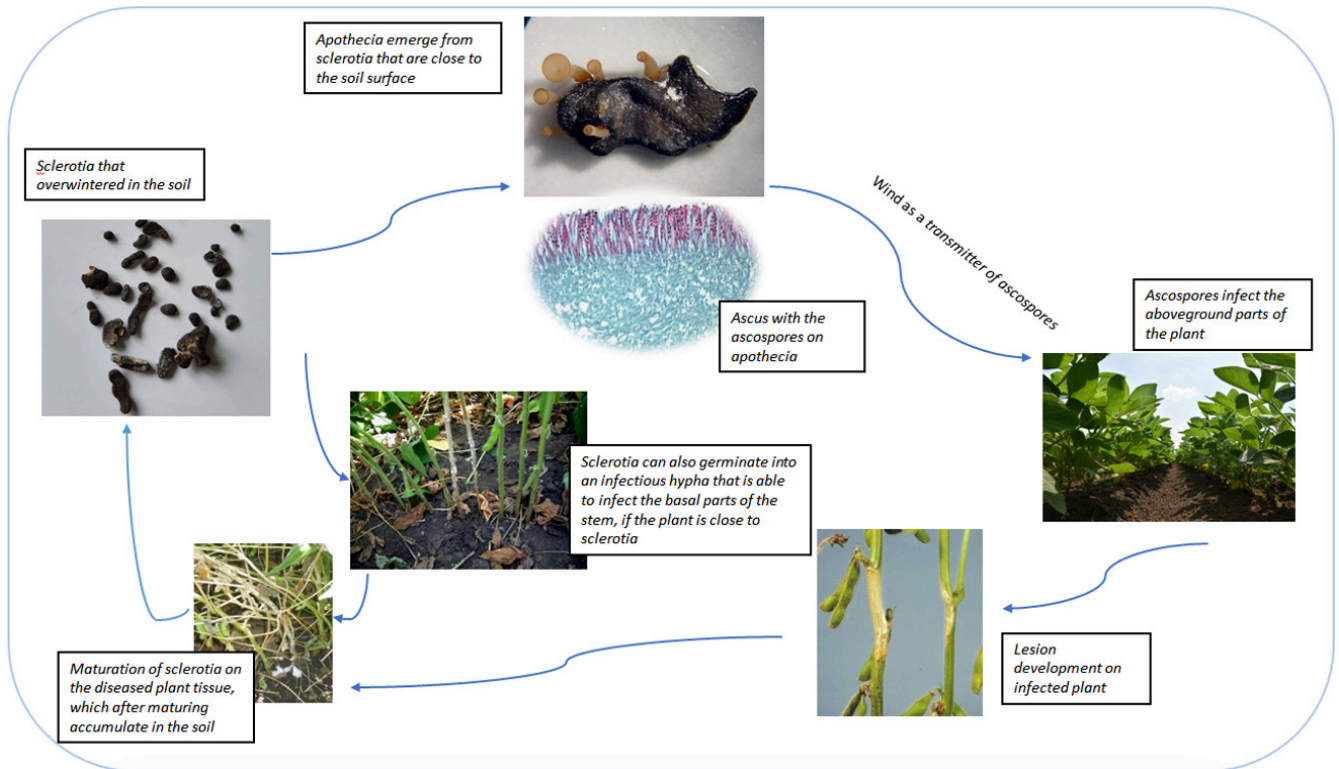 Apothecia emerge from
sclerotia that are close to
the soil surface
Sclerotia that
overwintered in the soil
Wind as a transmitter of ascospores
Ascus with the
ascospores on
apothecia
Ascospores infect the
aboveground parts of
the plant
Sclerotia can also germinate into
an infectious hypha that is able
to infect the basal parts of the
stem, if the plant is close to
sclerotia
Lesion
development on
infected plant
Maturation of sclerotia on
the diseased plant tissue,
which after maturing
accumulate in the soil